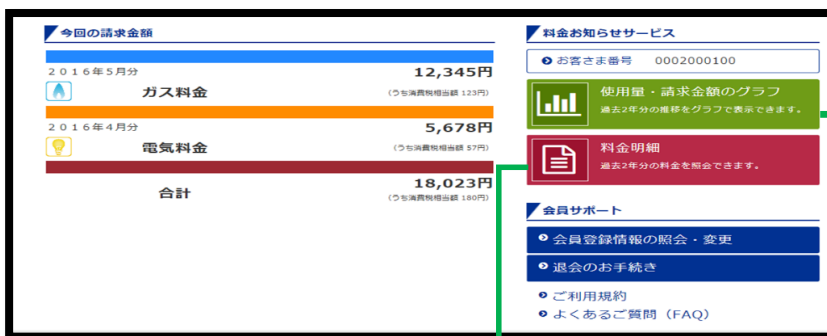 今回の請求金額
2016年5月分
12,345円
ガス料金
(うち消費税相当額 123円)
2016年4月分
5,678円
電気料金
(うち消費税相当額 57円)
合計
18,023円
(うち消費税相当額 180円)
料金お知らせサービス
お客さま番号 0002000100
使用量・請求金額のグラフ
過去2年分の推移をグラフで表示できます。
料金明細
過去2年分の料金を照会できます。
会員サポート
会員登録情報の照会・変更
退会のお手続き
ご利用規約
よくあるご質問（FAQ）